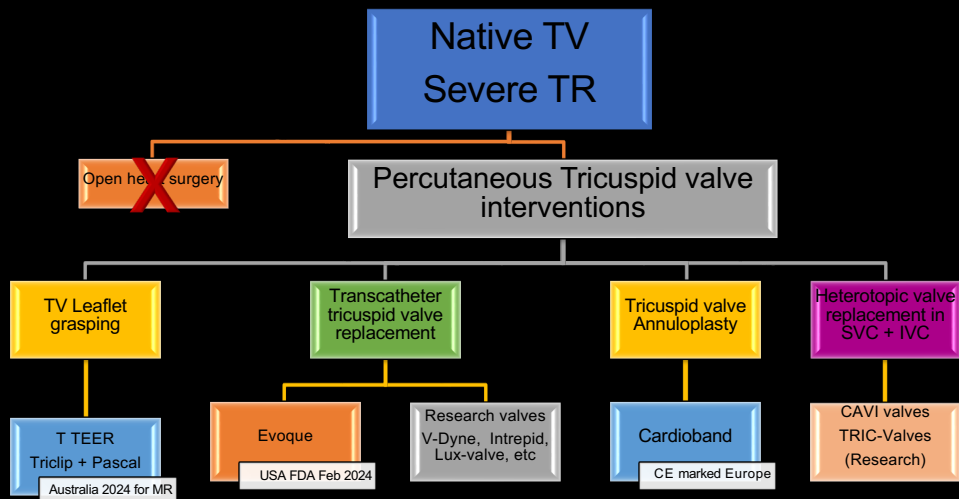 Native TV
Severe TR
Open heart surgery
X
Percutaneous Tricuspid valve
interventions
TV Leaflet
grasping
Transcatheter
tricuspid valve
replacement
Tricuspid valve
Annuloplasty
Heterotopic valve
replacement in
SVC + IVC
T TEER
Triclip + Pascal
Australia 2024 for MR
Evoque
USA FDA Feb 2024
Research valves
V-Dyne, Intrepid,
Lux-valve, etc
Cardioband
CE marked Europe
CAVI valves
TRIC-Valves
(Research)